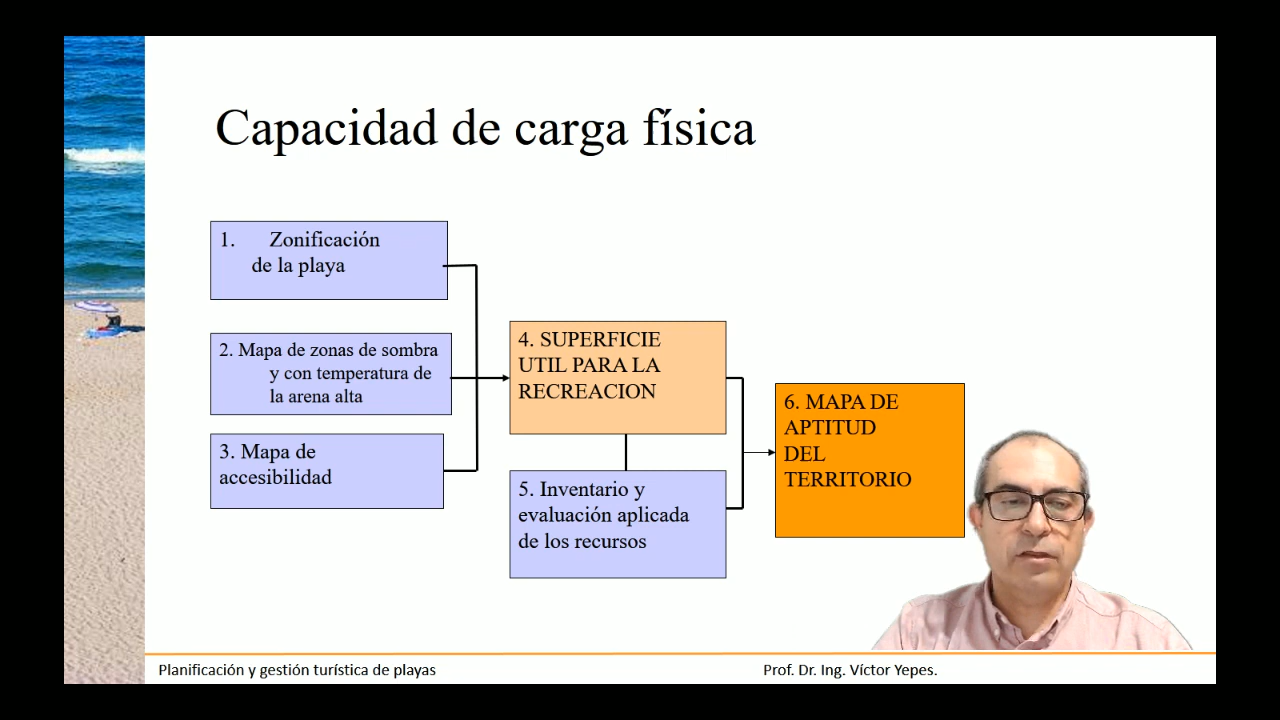 Capacidad de carga física
1. Zonificación
de la playa
2. Mapa de zonas de sombra
y con temperatura de
la arena alta
3. Mapa de
accesibilidad
4. SUPERFICIE
UTIL PARA LA
RECREACION
5. Inventario y
evaluación aplicada
de los recursos
6. MAPA DE
APTITUD
DEL
TERRITORIO
Planificación y gestión turística de playas
Prof. Dr. Ing. Víctor Yepes.